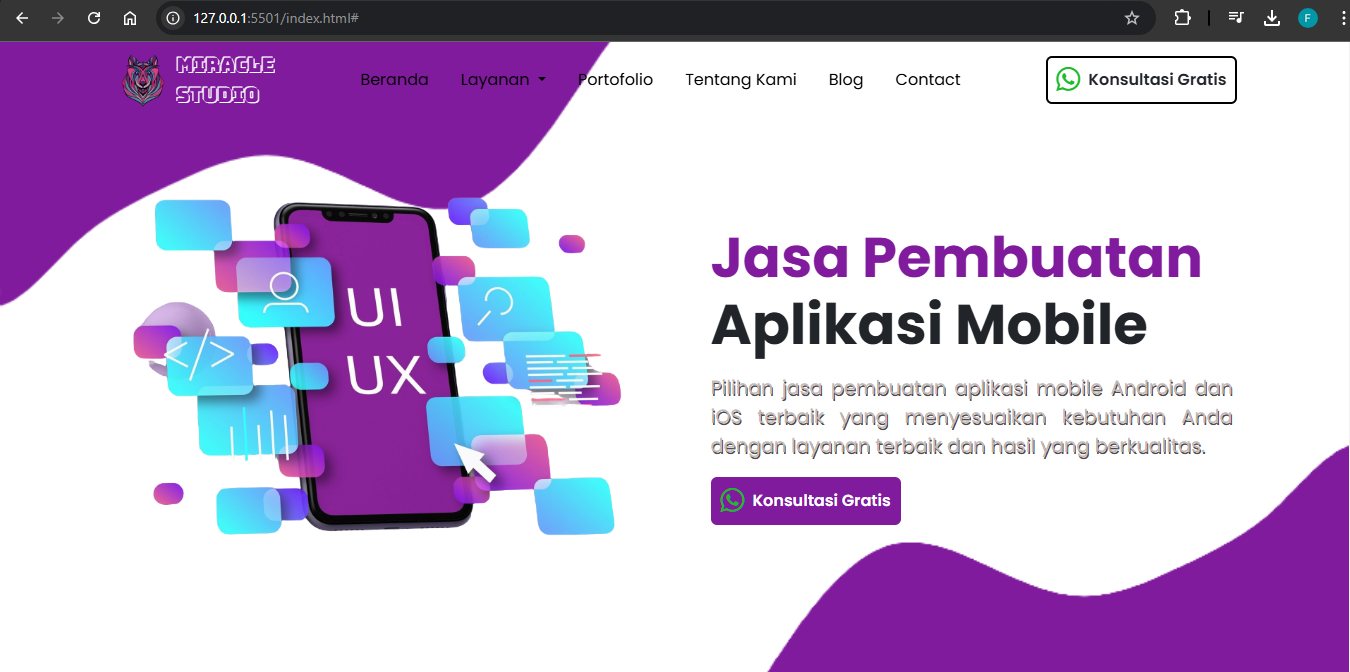 127.0.0.1:5501/index.html#
F
MIRACLE
STUDIO
Beranda
Layanan
Portofolio
Tentang Kami
Blog
Contact
Konsultasi Gratis
UI
UX
</>
Jasa Pembuatan
Aplikasi Mobile
Pilihan jasa pembuatan aplikasi mobile Android dan
iOS terbaik yang menyesuaikan kebutuhan Anda
dengan layanan terbaik dan hasil yang berkualitas.
Konsultasi Gratis